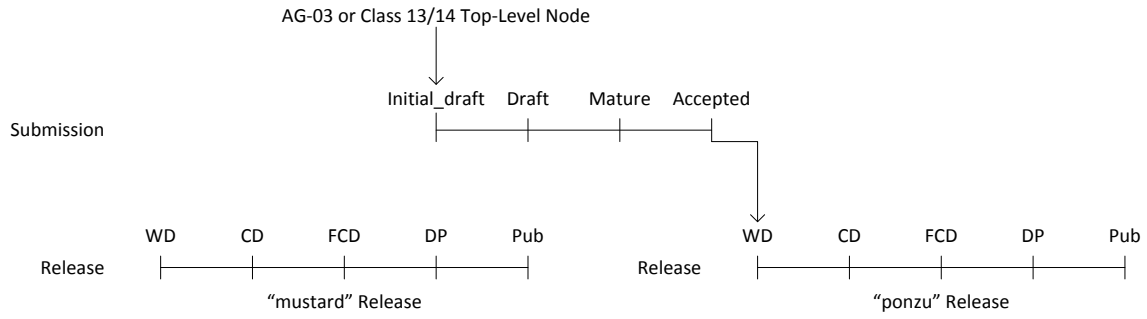 AG-03 or Class 13/14 Top-Level Node
Initial_draft Draft Mature Accepted
Submission
WD CD FCD DP Pub WD CD FCD DP Pub
Release Release
“mustard” Release “ponzu” Release